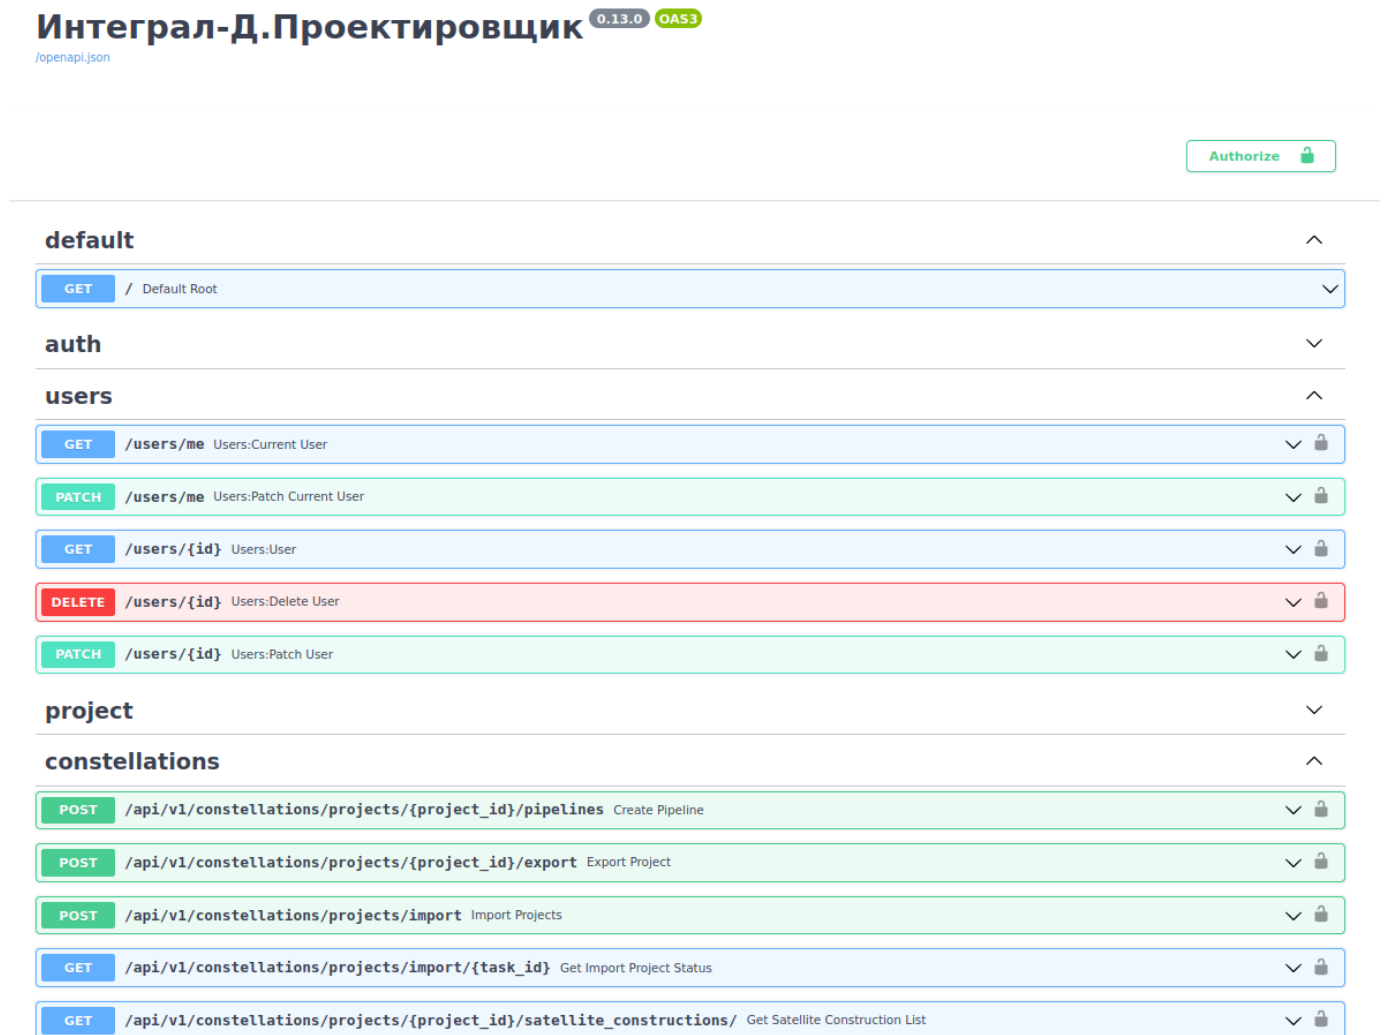 Интеграл-Д.Проектировщик 0.13.0 OAS3
/openapi.json
Authorize
default
GET / Default Root
auth
users
GET /users/me Users:Current User
PATCH /users/me Users:Patch Current User
GET /users/{id} Users:User
DELETE /users/{id} Users:Delete User
PATCH /users/{id} Users:Patch User
project
constellations
POST /api/v1/constellations/projects/{project_id}/pipelines Create Pipeline
POST /api/v1/constellations/projects/{project_id}/export Export Project
POST /api/v1/constellations/projects/import Import Projects
GET /api/v1/constellations/projects/import/{task_id} Get Import Project Status
GET /api/v1/constellations/projects/{project_id}/satellite_constructions/ Get Satellite Construction List